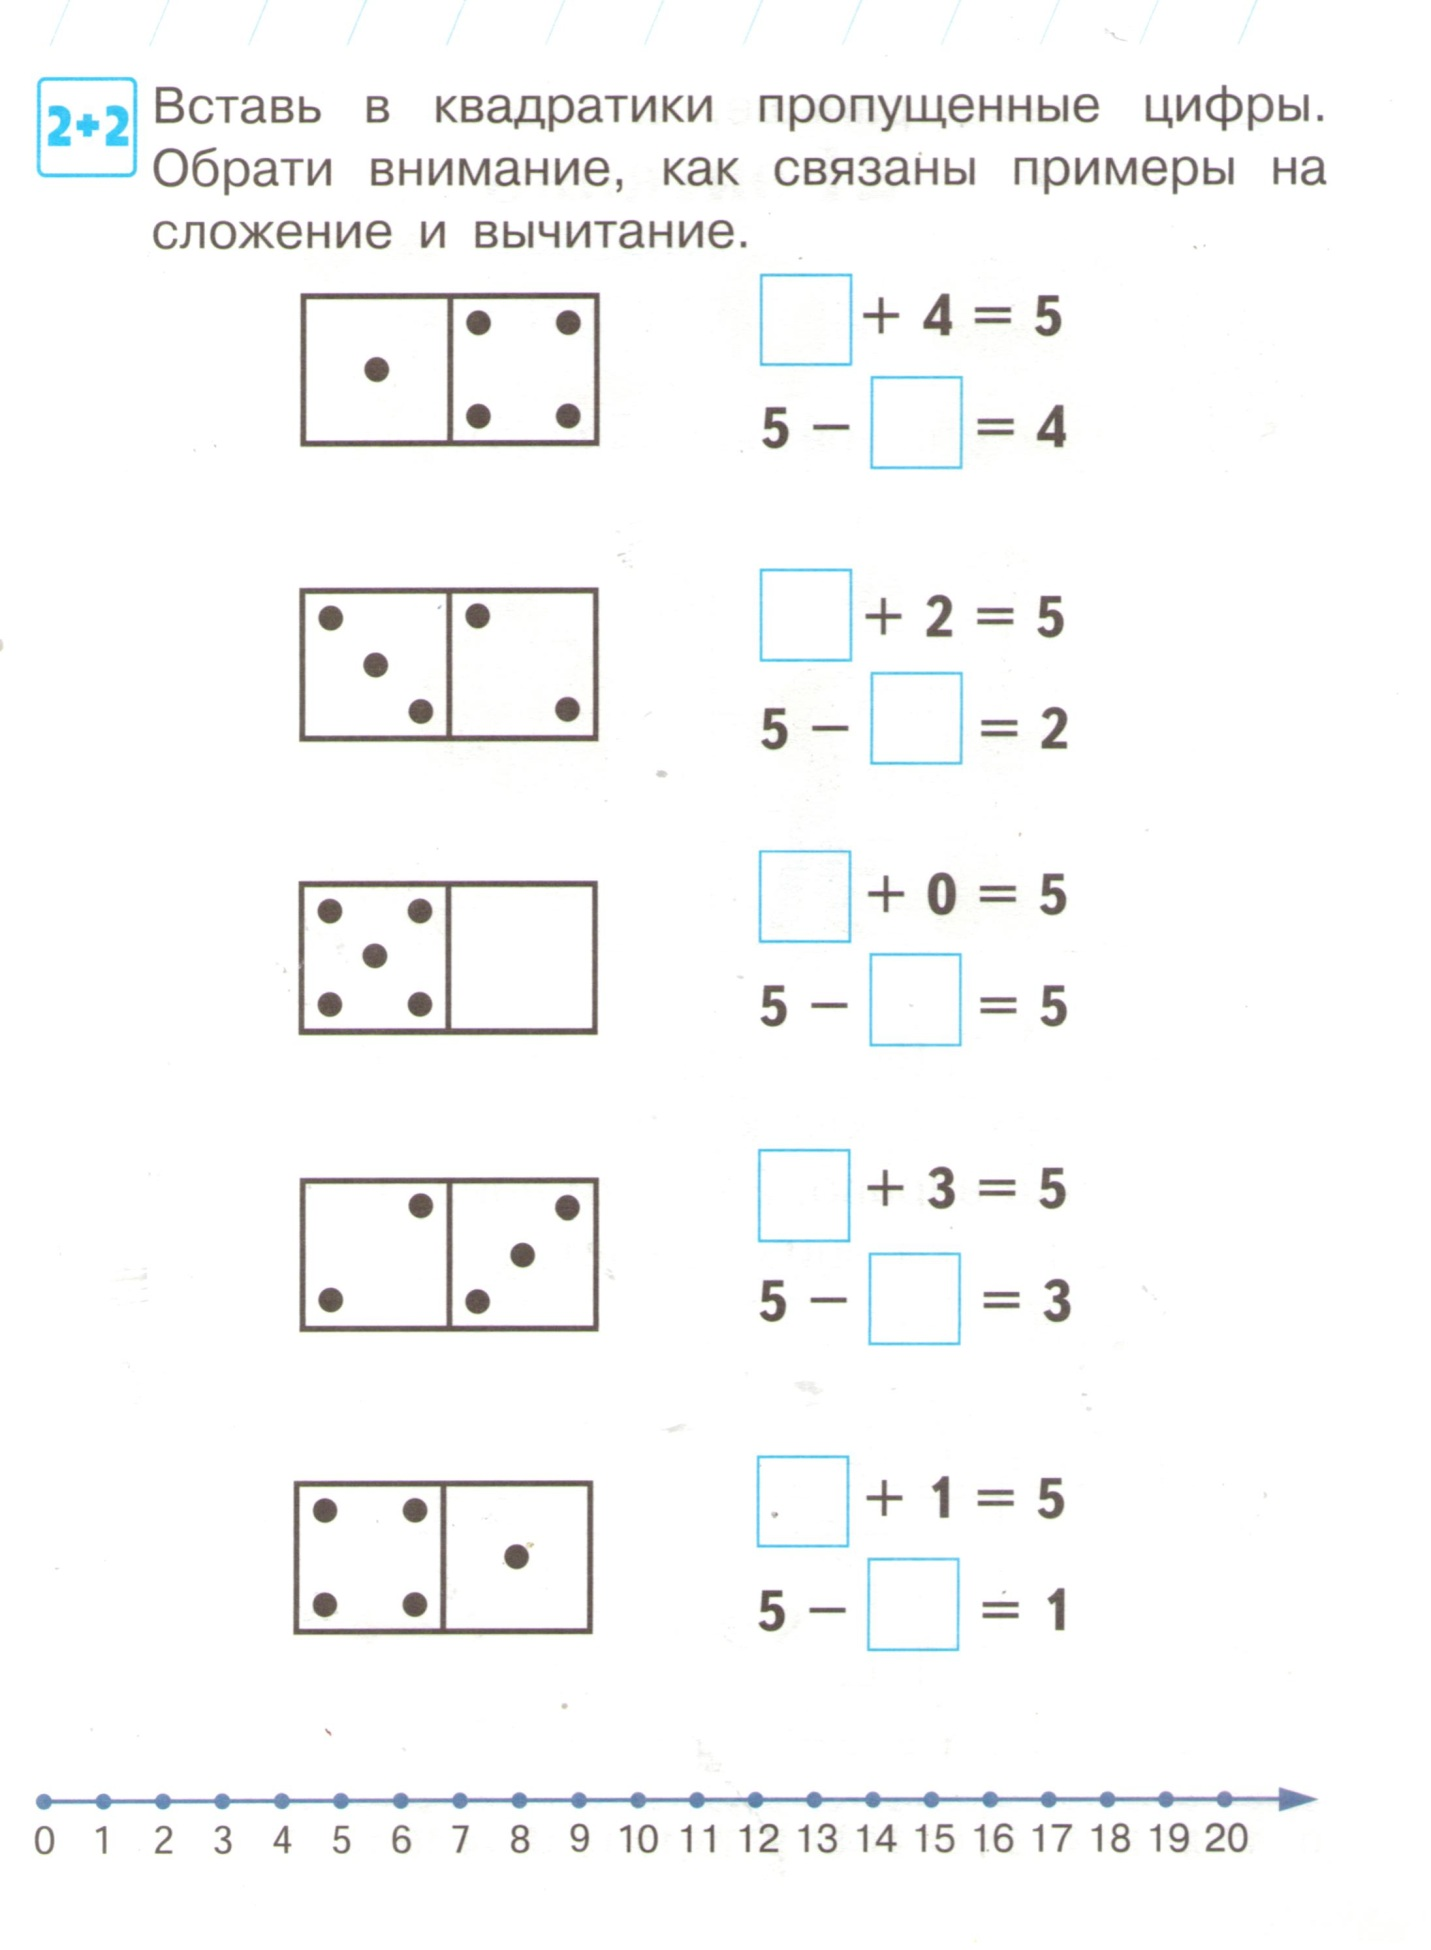 2+2
Вставь в квадратики пропущенные цифры.
Обрати внимание, как связаны примеры на
сложение и вычитание.
+ 4 = 5
5 − = 4
+ 2 = 5
5 − = 2
+ 0 = 5
5 − = 5
+ 3 = 5
5 − = 3
+ 1 = 5
5 − = 1
0 1 2 3 4 5 6 7 8 9 10 11 12 13 14 15 16 17 18 19 20